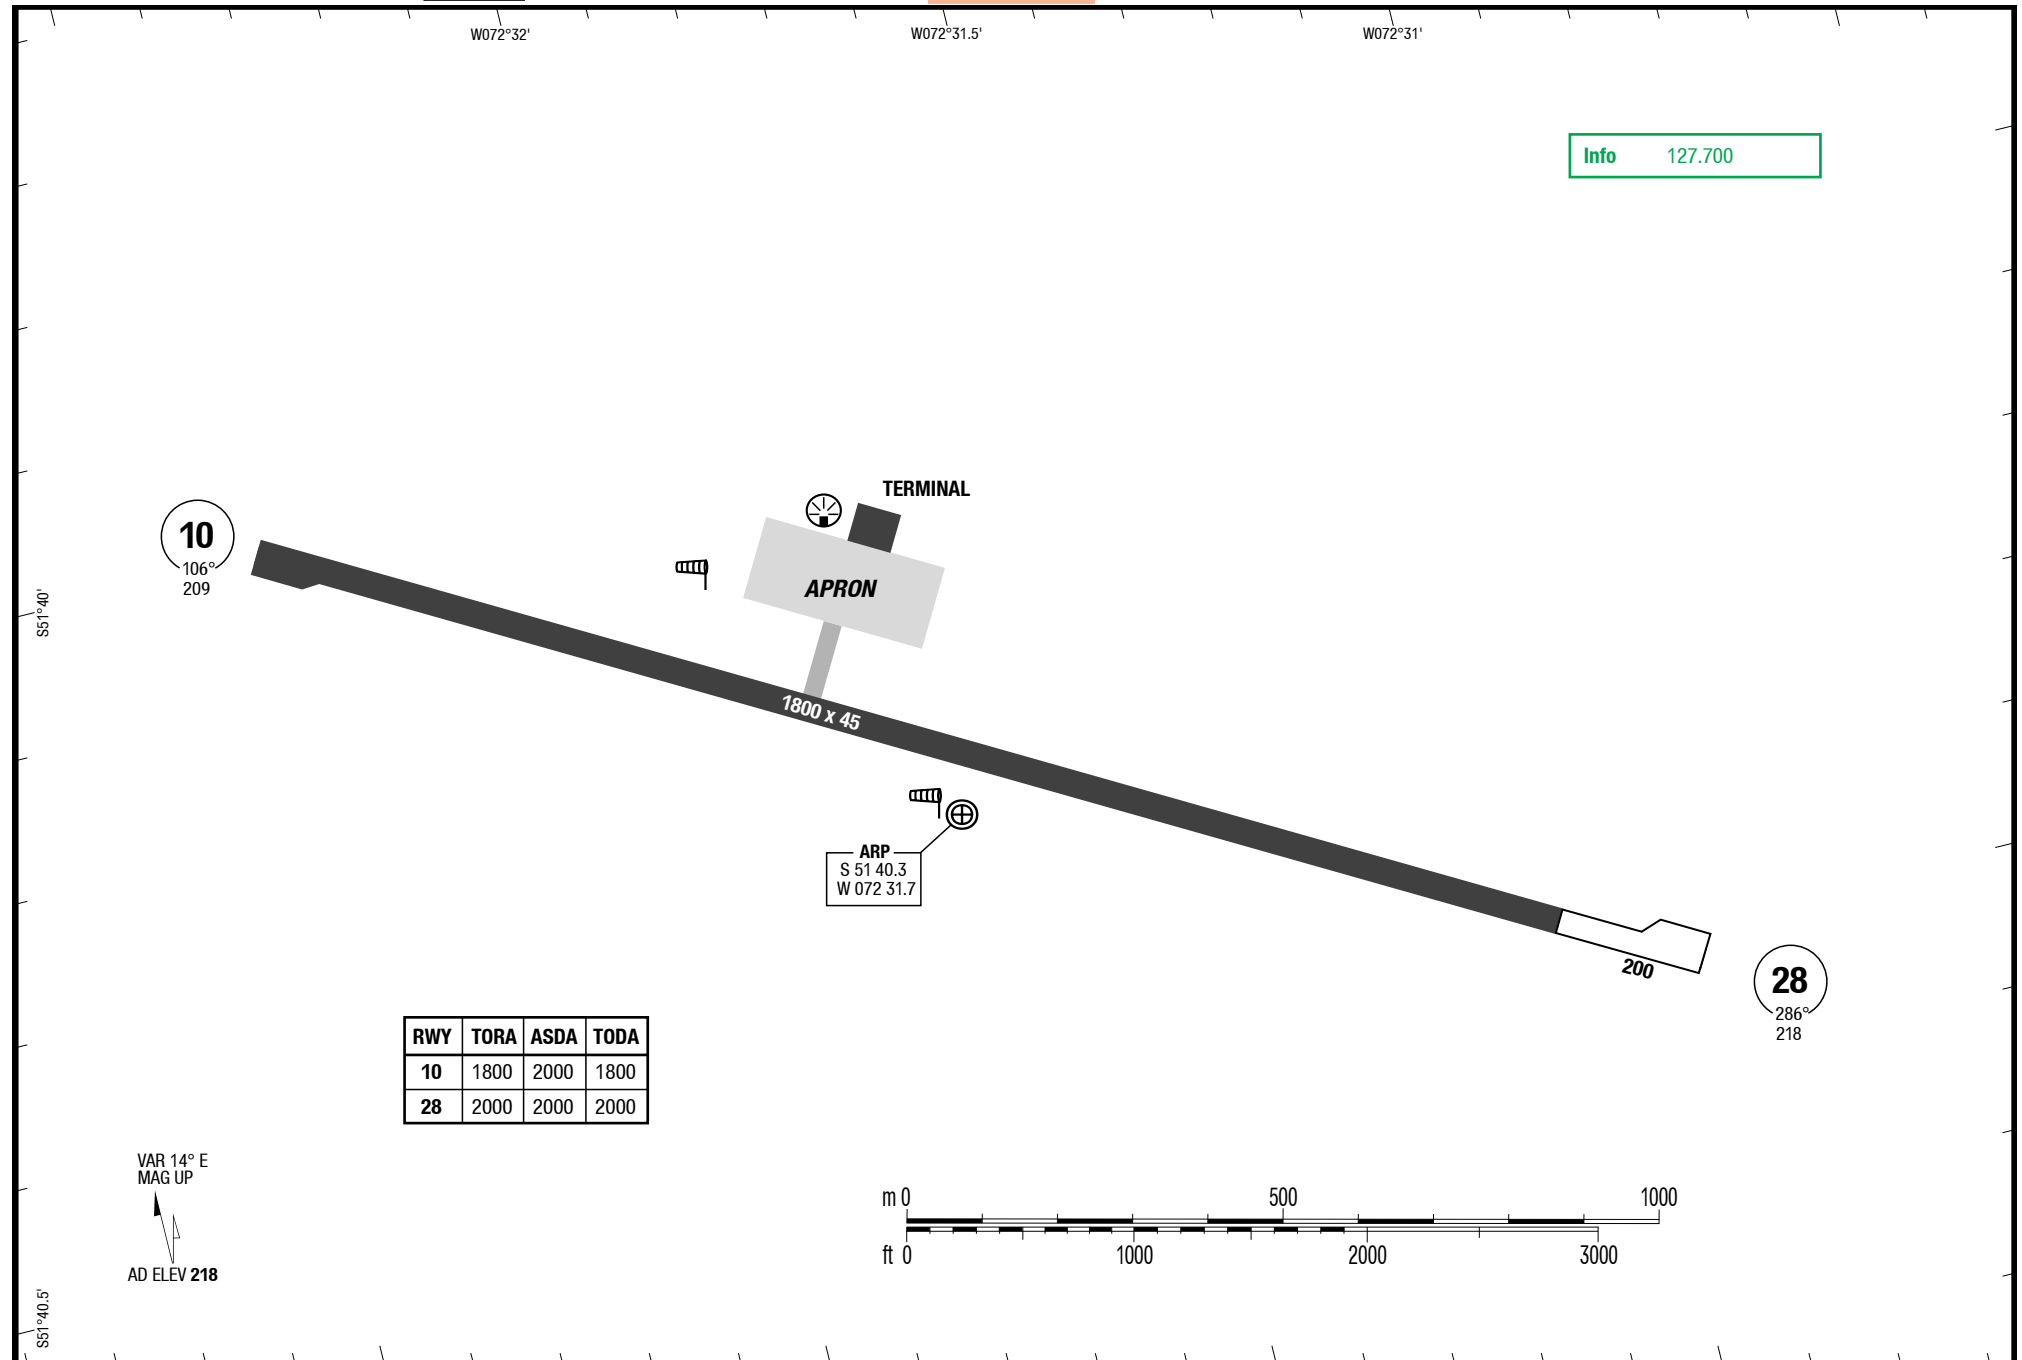 W072°32'
W072°31.5'
W072°31'
Info 127.700
TERMINAL
10
106°
209
APRON
S51°40'
1800 x 45
ARP
S 51 40.3
W 072 31.7
200
28
286°
218
RWY TORA ASDA TODA
10 1800 2000 1800
28 2000 2000 2000
VAR 14° E
MAG UP
AD ELEV 218
m 0 500 1000
ft 0 1000 2000 3000
S51°40.5'